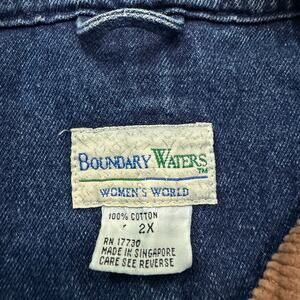 BOUNDARY WATERS
TM
WOMEN'S WORLD
100% COTTON
2X
RN 17730
MADE IN SINGAPORE
CARE SEE REVERSE